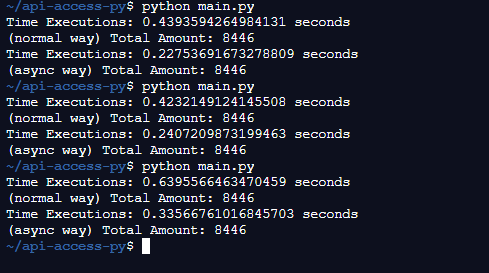 ~/api-access-py$ python main.py
Time Executions: 0.4393594264984131 seconds
(normal way) Total Amount: 8446
Time Executions: 0.22753691673278809 seconds
(async way) Total Amount: 8446
~/api-access-py$ python main.py
Time Executions: 0.4232149124145508 seconds
(normal way) Total Amount: 8446
Time Executions: 0.2407209873199463 seconds
(async way) Total Amount: 8446
~/api-access-py$ python main.py
Time Executions: 0.6395566463470459 seconds
(normal way) Total Amount: 8446
Time Executions: 0.33566761016845703 seconds
(async way) Total Amount: 8446
~/api-access-py$